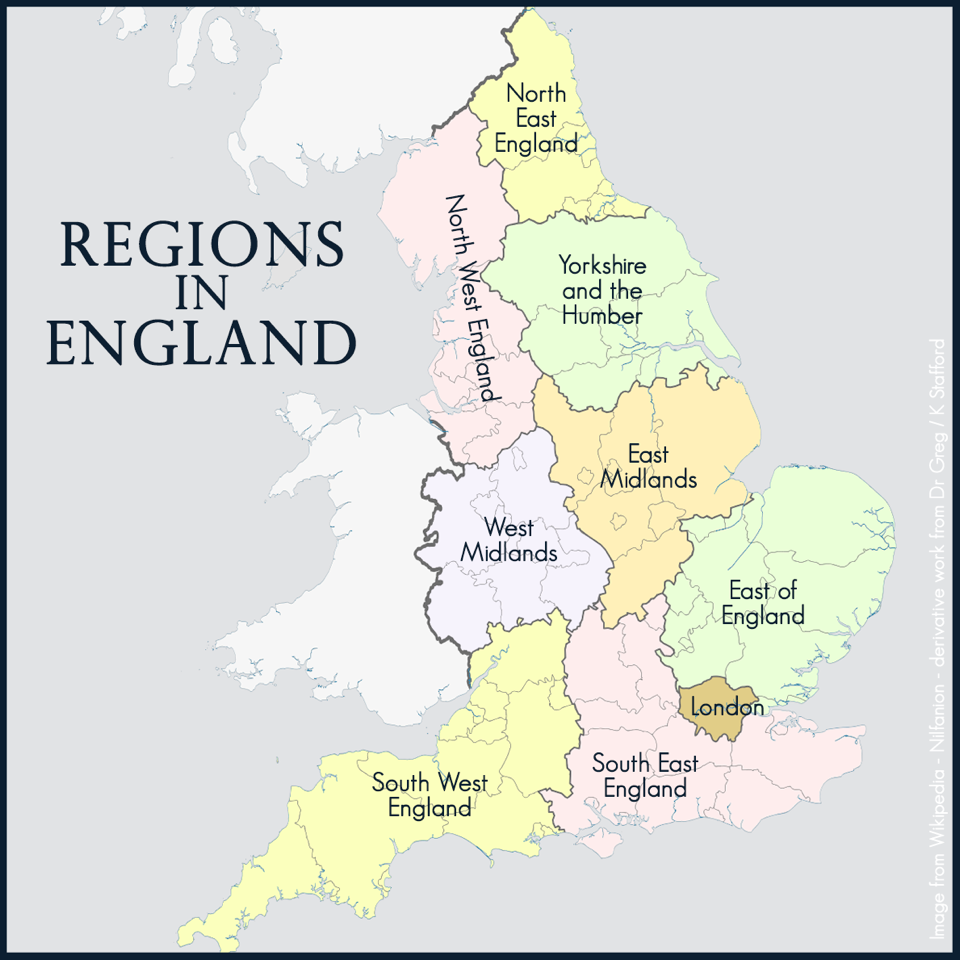 REGIONS
IN
ENGLAND
North
East
England
North West England
Yorkshire
and the
Humber
East
Midlands
West
Midlands
East of
England
London
South East
England
South West
England
Image from Wikipedia - Nilfanion - derivative work from Dr Greg / K Stafford